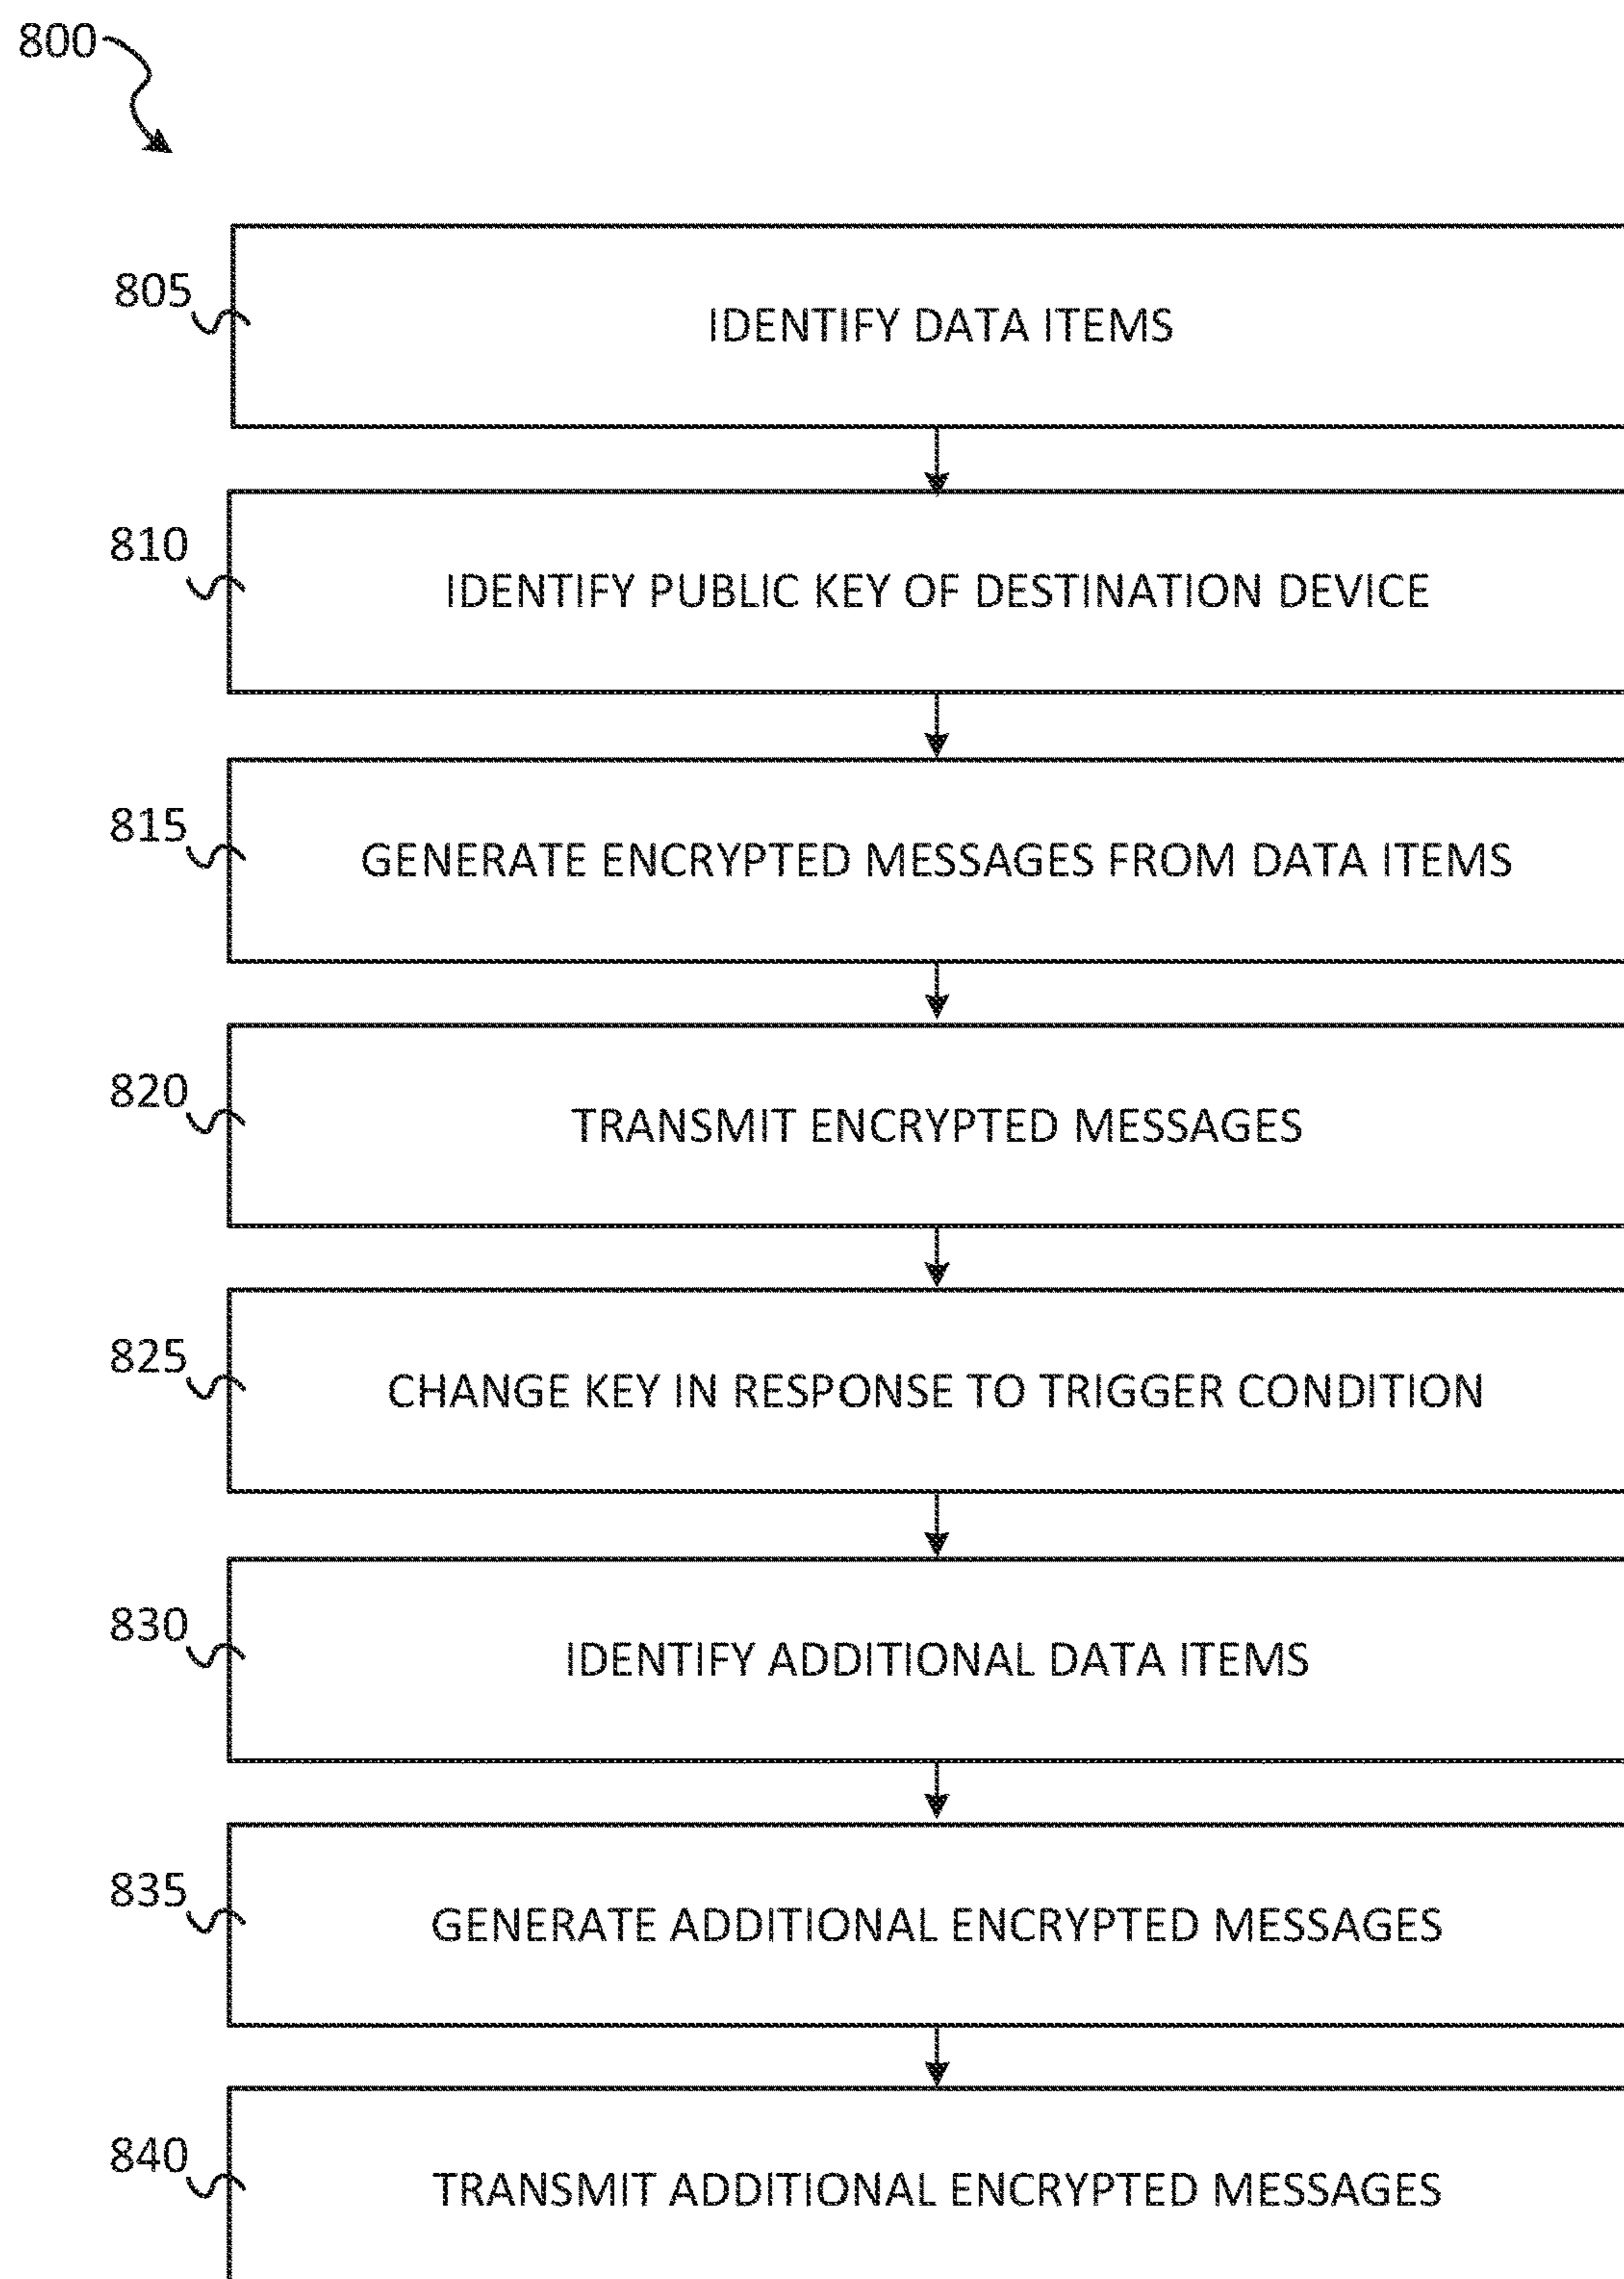 800
805
IDENTIFY DATA ITEMS
810
IDENTIFY PUBLIC KEY OF DESTINATION DEVICE
815
GENERATE ENCRYPTED MESSAGES FROM DATA ITEMS
820
TRANSMIT ENCRYPTED MESSAGES
825
CHANGE KEY IN RESPONSE TO TRIGGER CONDITION
830
IDENTIFY ADDITIONAL DATA ITEMS
835
GENERATE ADDITIONAL ENCRYPTED MESSAGES
840
TRANSMIT ADDITIONAL ENCRYPTED MESSAGES